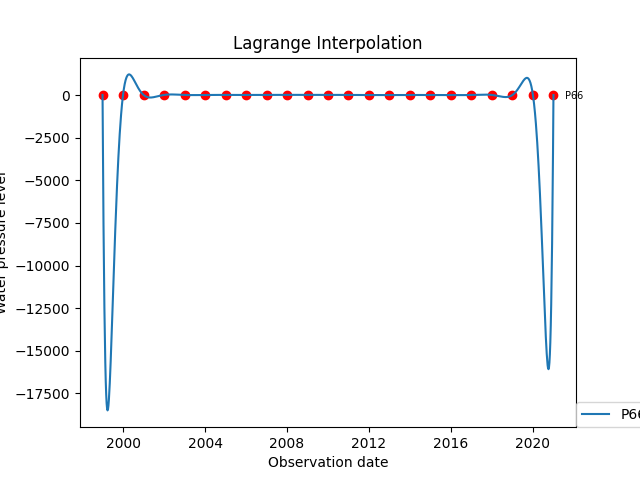 Lagrange Interpolation
0
−2500
−5000
−7500
−10000
−12500
−15000
−17500
Water pressure level
P66
2000
2004
2008
2012
2016
2020
Observation date
P66